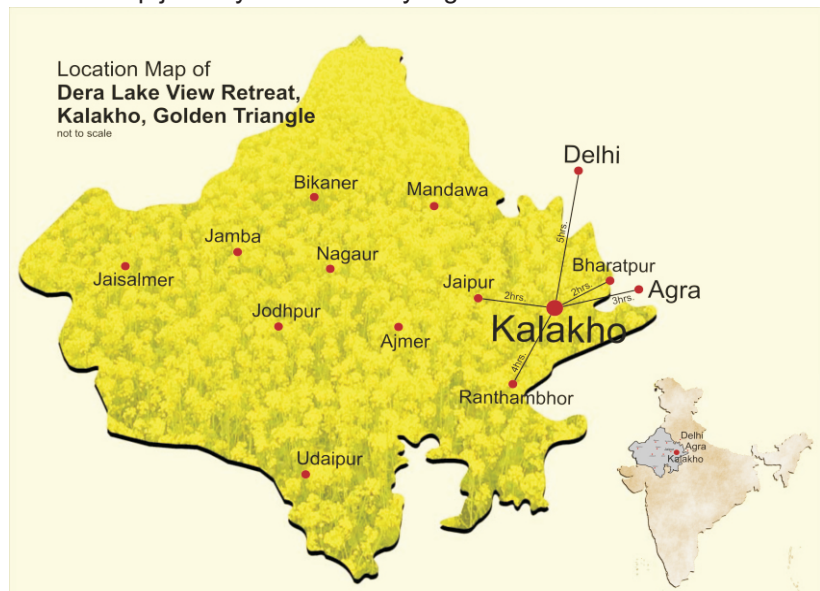 Location Map of
Dera Lake View Retreat,
Kalakho, Golden Triangle
not to scale
Delhi
Bikaner
Mandawa
Jamba
Nagaur
Bharatpur
Jaisalmer
Jaipur
Agra
Jodhpur
Ajmer
Kalakho
Ranthambhor
Udaipur
5hrs.
2hrs.
2hrs.
3hrs.
4hrs.
Delhi
Agra
Kalakho